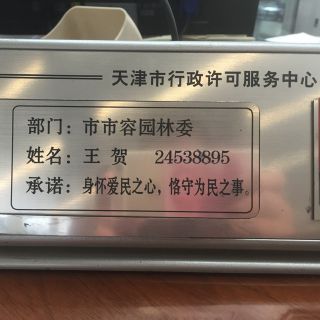 天津市行政许可服务中心
部门：市市容园林委
姓名：王 贺 24538895
承诺：身怀爱民之心，恪守为民之事。